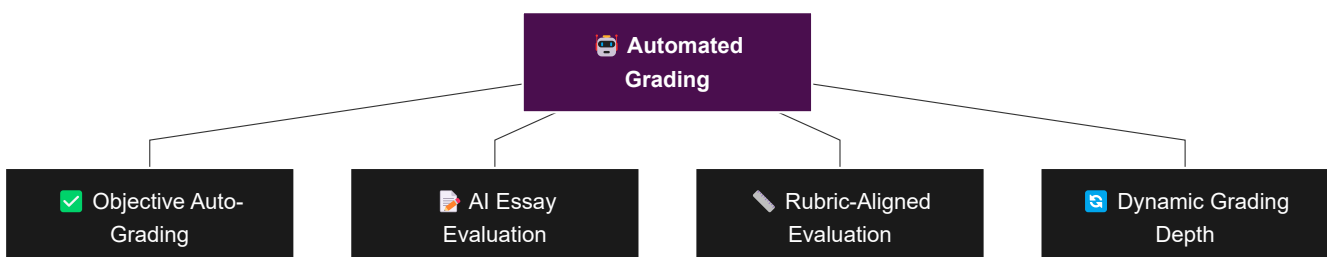 🤖 Automated
Grading
✅ Objective Auto-
Grading
📝 AI Essay
Evaluation
📏 Rubric-Aligned
Evaluation
🔄 Dynamic Grading
Depth